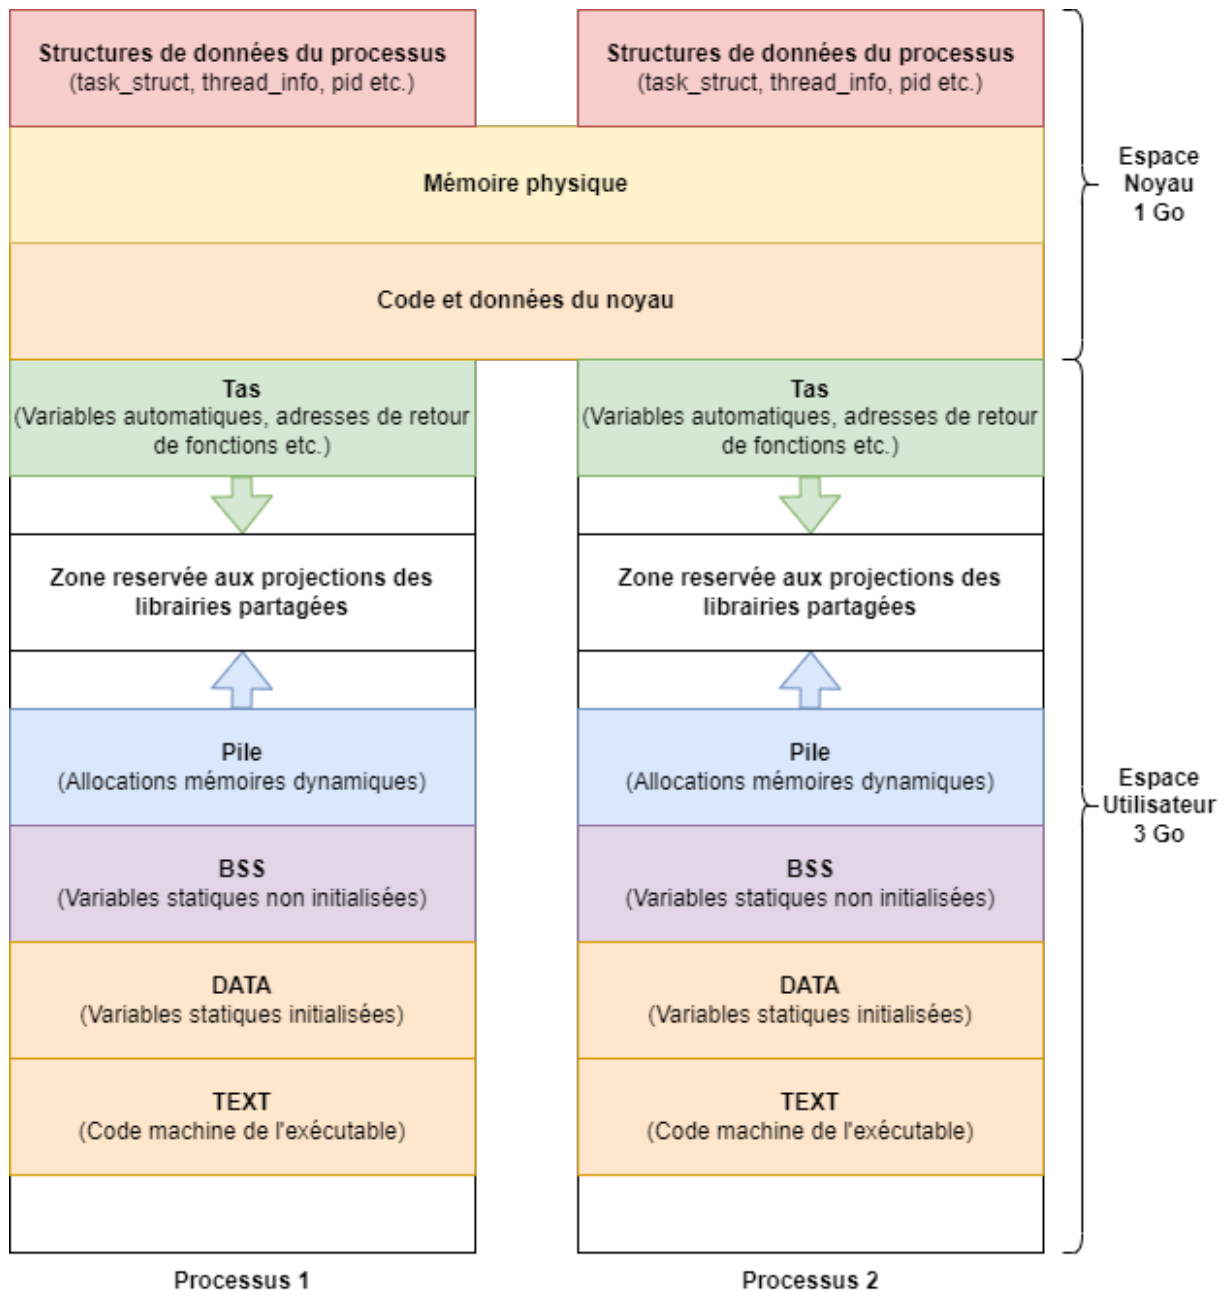 Structures de données du processus
(task_struct, thread_info, pid etc.)
Structures de données du processus
(task_struct, thread_info, pid etc.)
Mémoire physique
Code et données du noyau
Espace
Noyau
1 Go
Tas
(Variables automatiques, adresses de retour
de fonctions etc.)
Tas
(Variables automatiques, adresses de retour
de fonctions etc.)
Zone reservée aux projections des
librairies partagées
Zone reservée aux projections des
librairies partagées
Pile
(Allocations mémoires dynamiques)
Pile
(Allocations mémoires dynamiques)
Espace
Utilisateur
3 Go
BSS
(Variables statiques non initialisées)
BSS
(Variables statiques non initialisées)
DATA
(Variables statiques initialisées)
DATA
(Variables statiques initialisées)
TEXT
(Code machine de l'exécutable)
TEXT
(Code machine de l'exécutable)
Processus 1
Processus 2